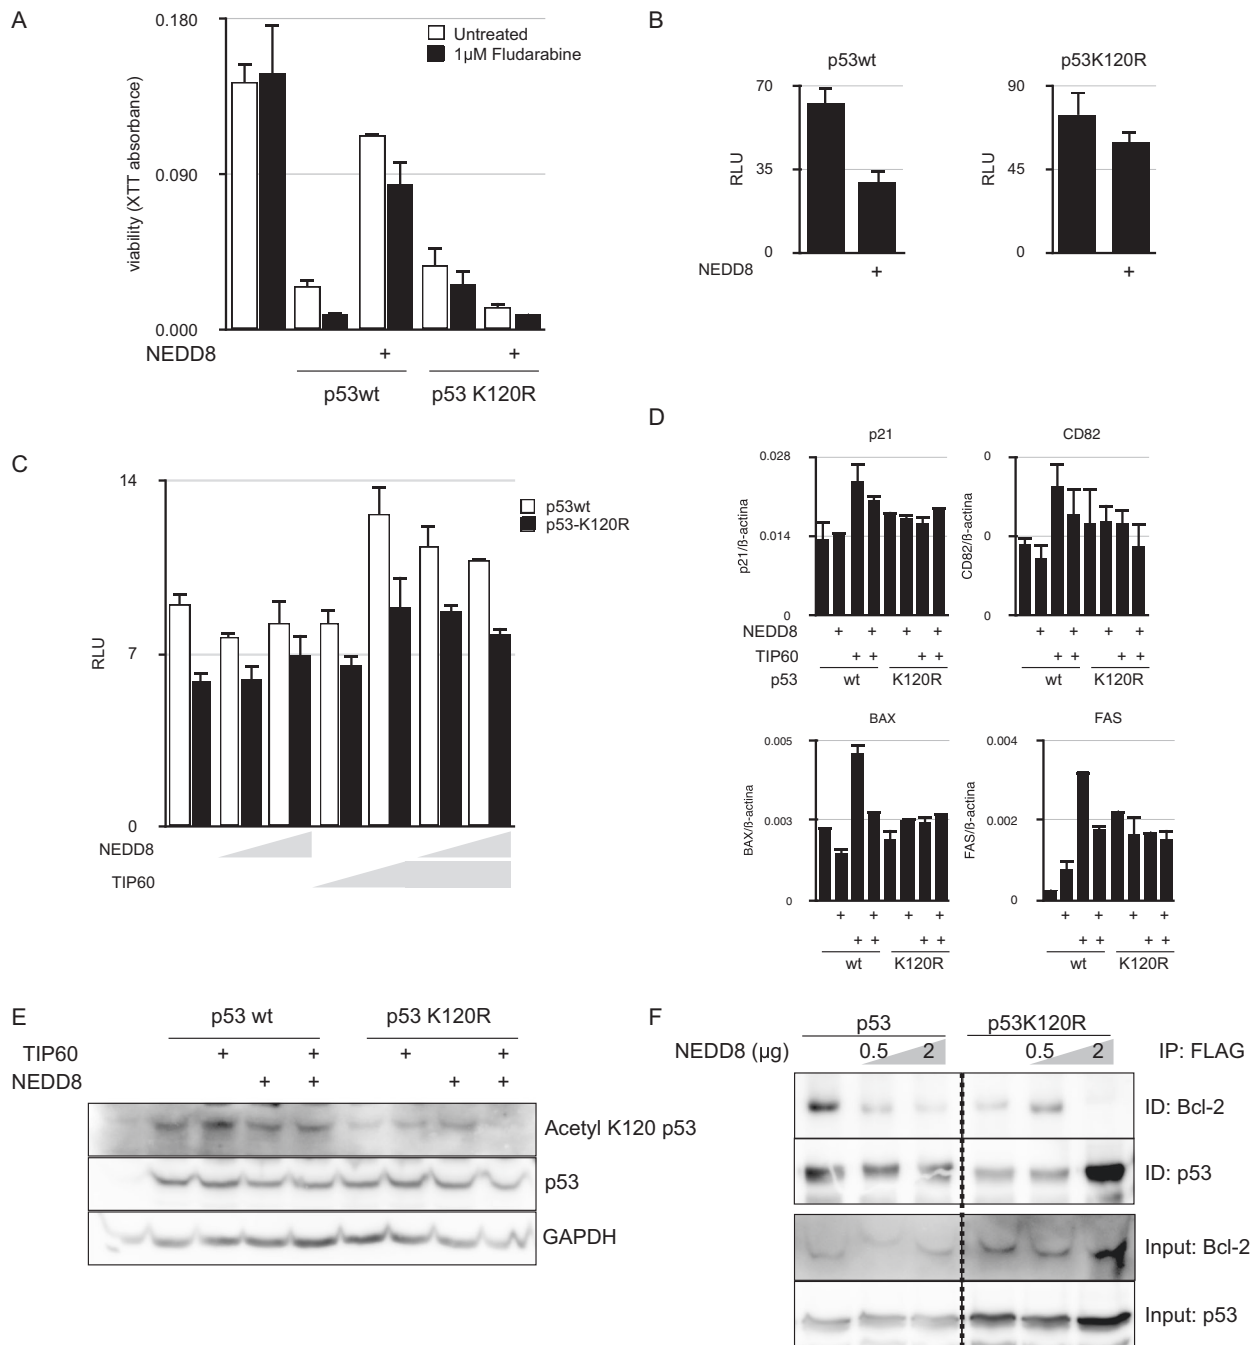 A
0.180
0.090
0.000
viability (XTT absorbance)
Untreated
1µM Fludarabine
NEDD8
+
+
p53wt
p53 K120R
B
p53wt
70
35
0
RLU
p53K120R
90
45
0
RLU
NEDD8
+
+
C
14
7
0
RLU
p53wt
p53-K120R
NEDD8
TIP60
D
p21
0.028
0.014
0
p21/ß-actina
CD82
0
0
0
CD82/ß-actina
NEDD8 + + + + + + + +
TIP60 + + + + + + + +
p53 wt K120R wt K120R
BAX
0.005
0.003
0
BAX/ß-actina
FAS
0.004
0.002
0
FAS/ß-actina
+ + + + + + + +
+ + + + + + + +
wt K120R wt K120R
E
p53 wt p53 K120R
TIP60 + + + +
NEDD8 + + + +
Acetyl K120 p53
p53
GAPDH
F
p53 p53K120R
NEDD8 (µg) 0.5 2 0.5 2 IP: FLAG
ID: Bcl-2
ID: p53
Input: Bcl-2
Input: p53